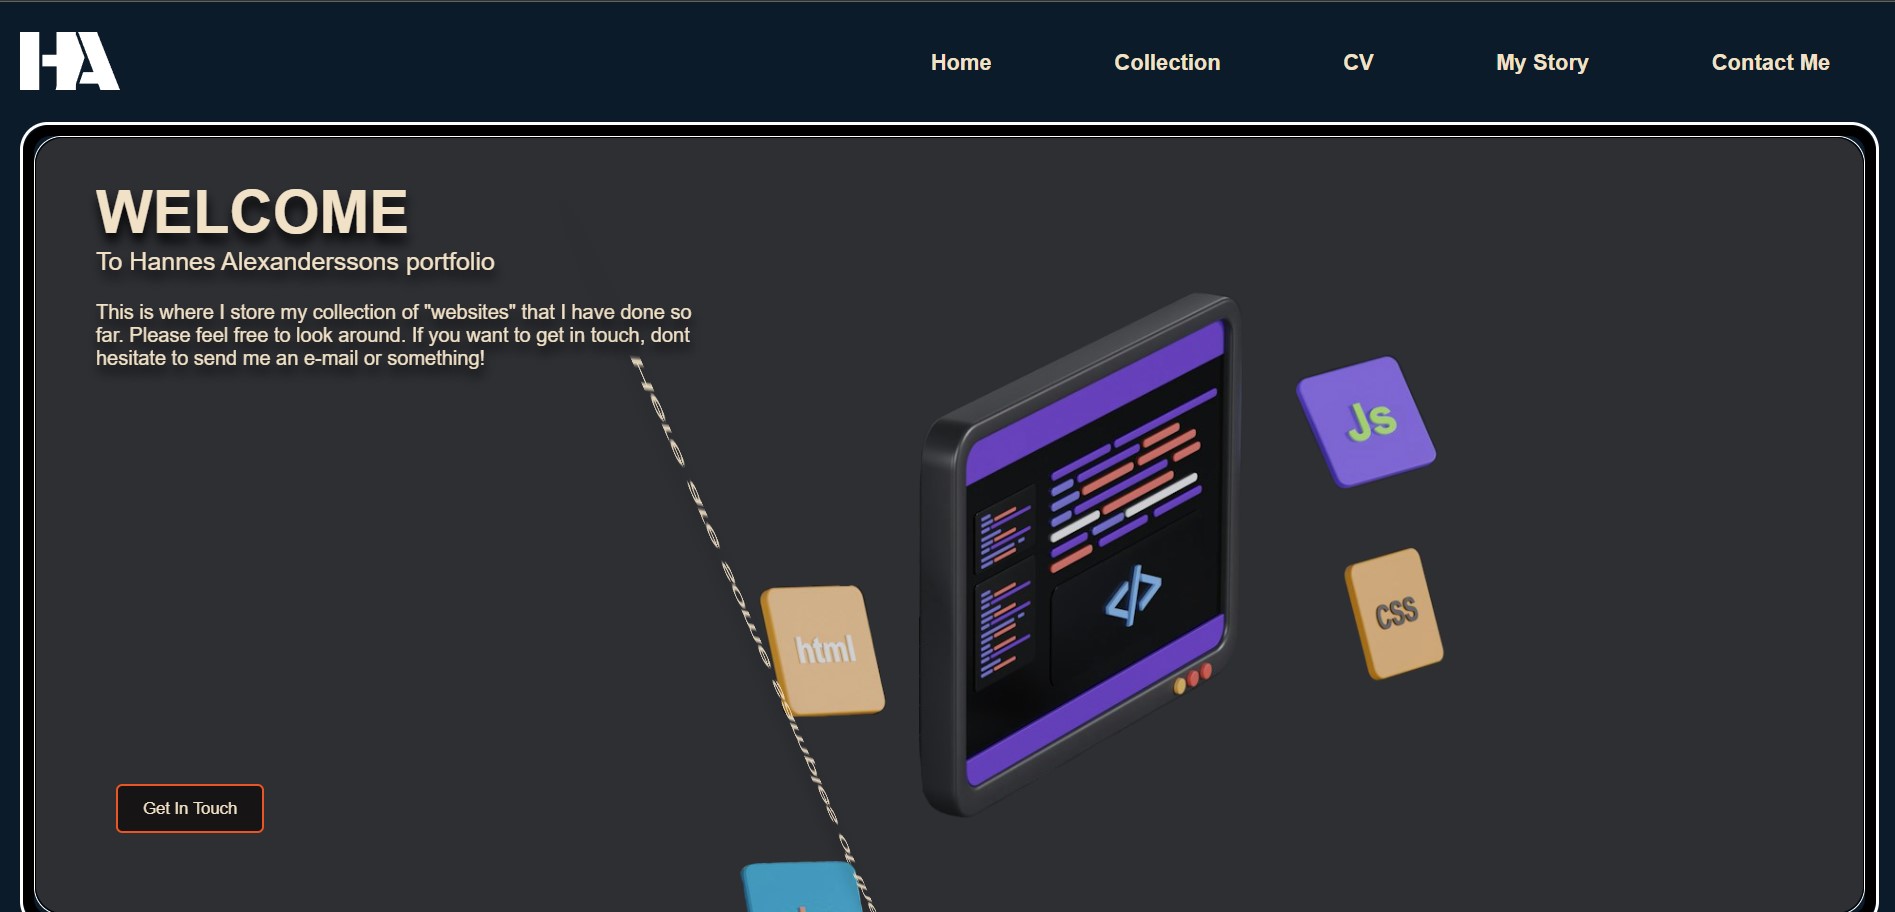 HA
Home
Collection
CV
My Story
Contact Me
WELCOME
To Hannes Alexanderssons portfolio
This is where I store my collection of "websites" that I have done so
far. Please feel free to look around. If you want to get in touch, dont
hesitate to send me an e-mail or something!
Js
html
</>
CSS
Get In Touch